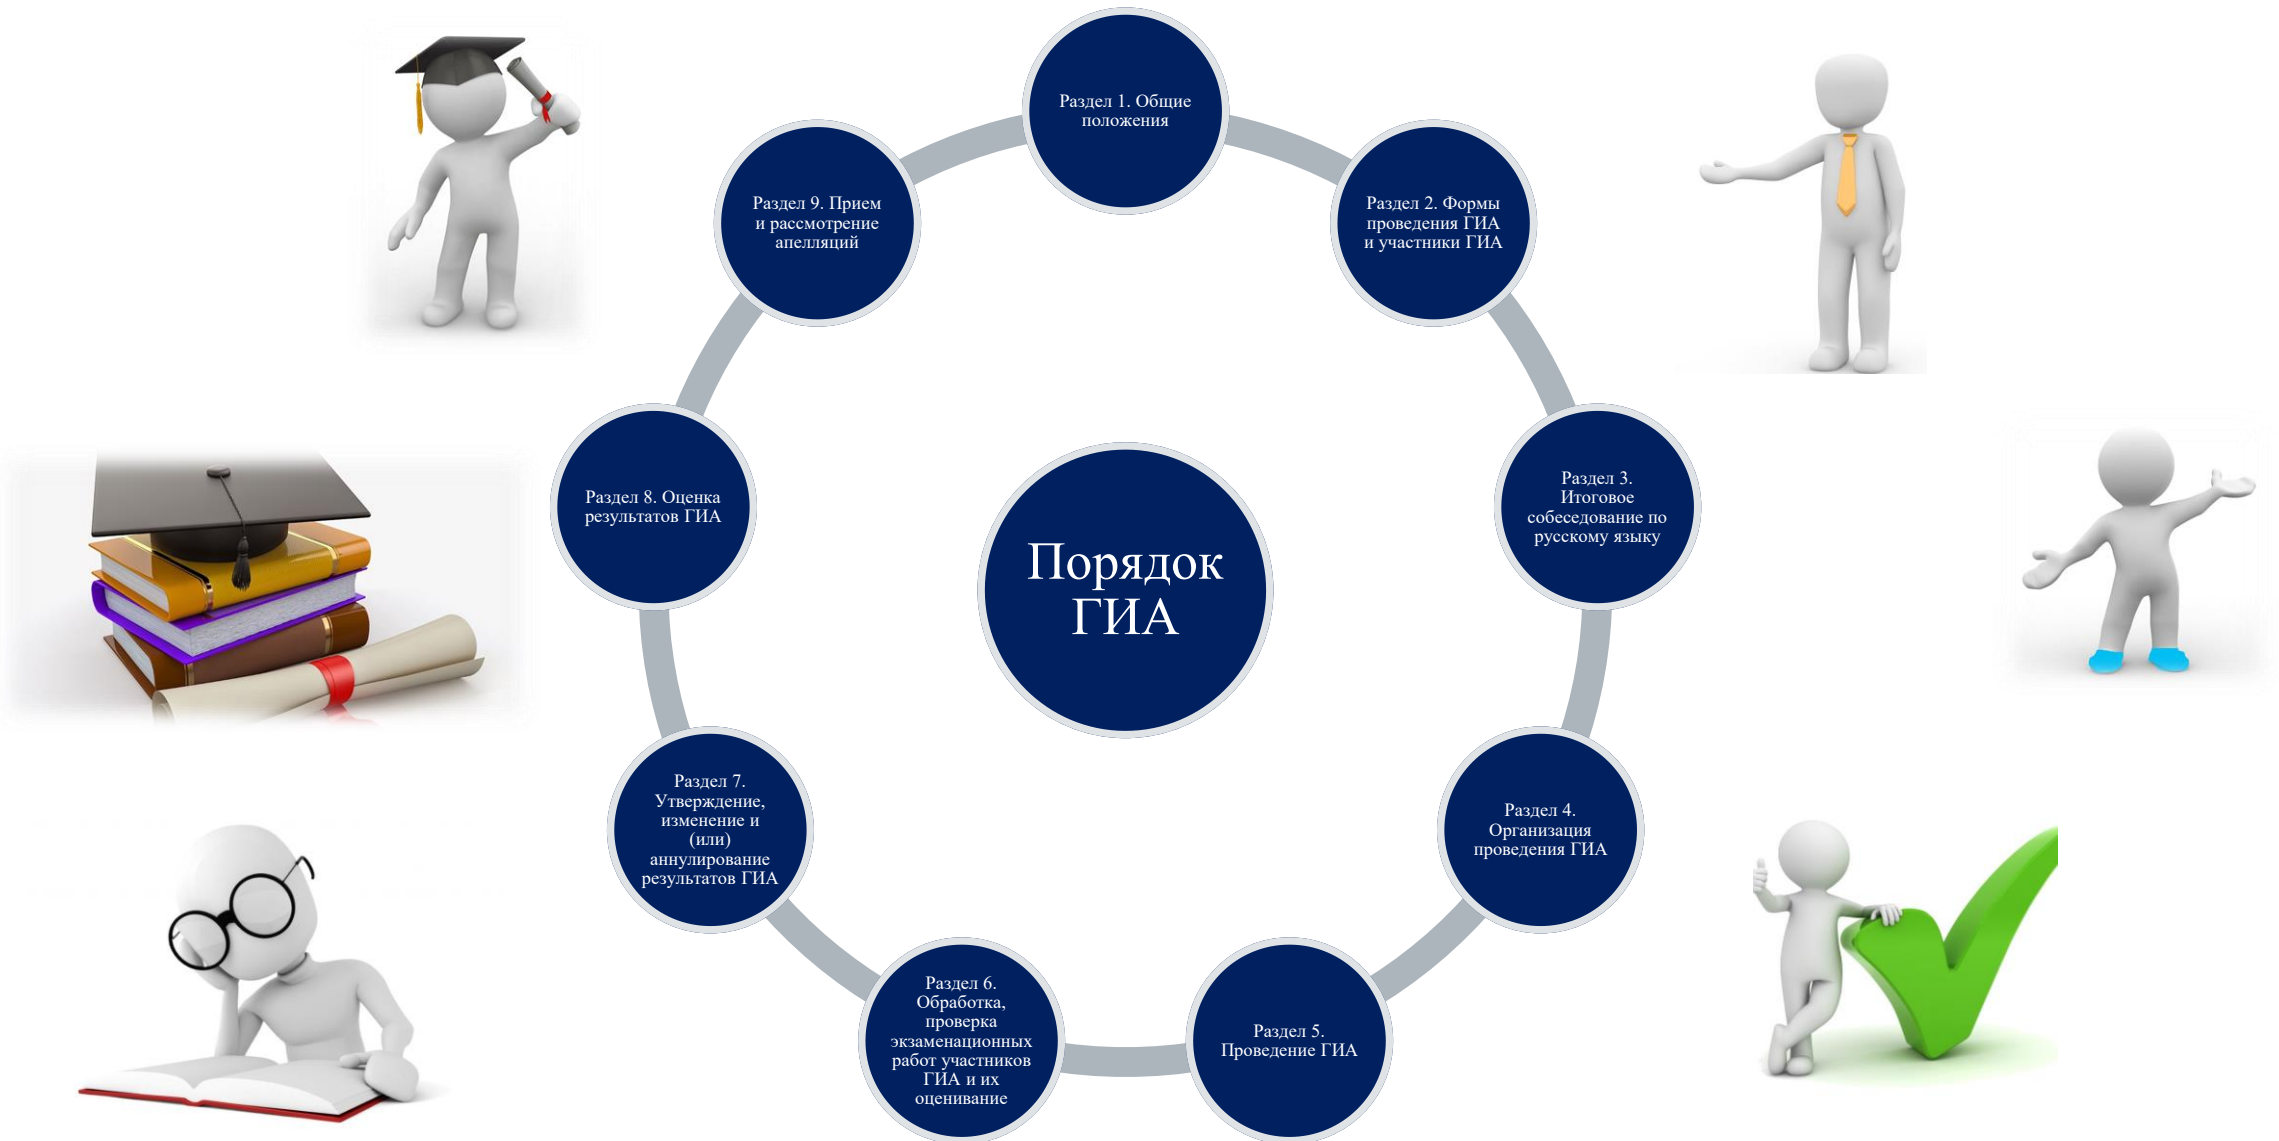 Раздел 1. Общие
положения
Раздел 2. Формы
проведения ГИА
и участники ГИА
Раздел 3.
Итоговое
собеседование по
русскому языку
Раздел 4.
Организация
проведения ГИА
Раздел 5.
Проведение ГИА
Раздел 6.
Обработка,
проверка
экзаменационных
работ участников
ГИА и их
оценивание
Раздел 7.
Утверждение,
изменение и
(или)
аннулирование
результатов ГИА
Раздел 8. Оценка
результатов ГИА
Раздел 9. Прием
и рассмотрение
апелляций
Порядок
ГИА